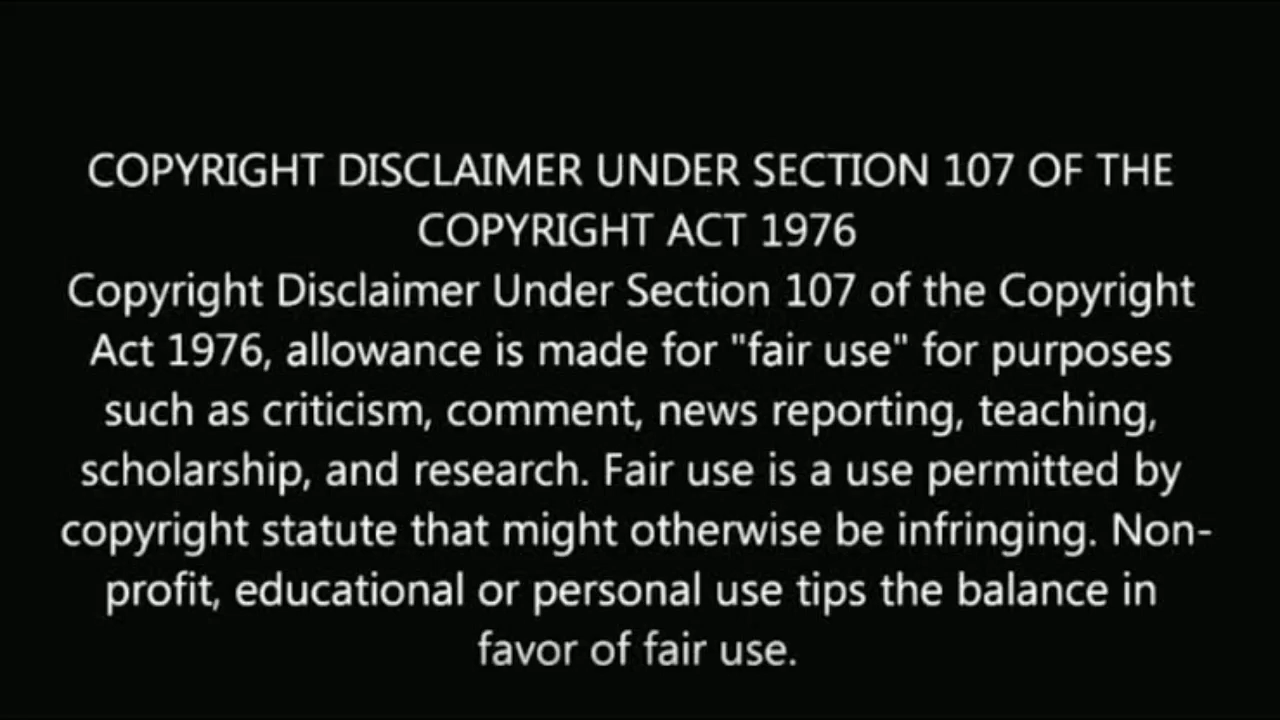 COPYRIGHT DISCLAIMER UNDER SECTION 107 OF THE
COPYRIGHT ACT 1976
Copyright Disclaimer Under Section 107 of the Copyright
Act 1976, allowance is made for "fair use" for purposes
such as criticism, comment, news reporting, teaching,
scholarship, and research. Fair use is a use permitted by
copyright statute that might otherwise be infringing. Non-
profit, educational or personal use tips the balance in
favor of fair use.